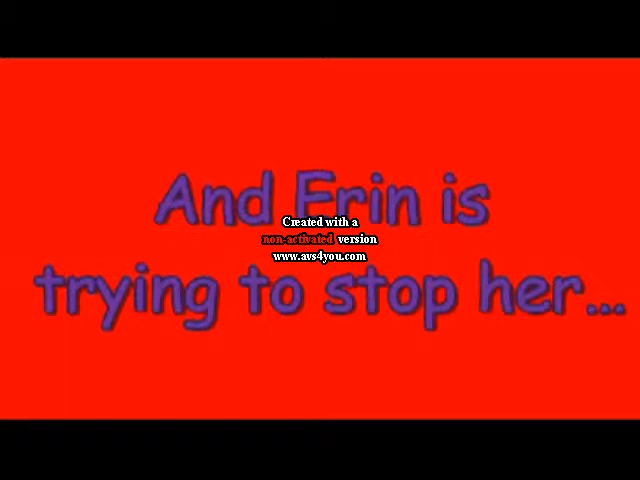 And Erin is
Created with a
non-activated version
www.avs4you.com
trying to stop her...